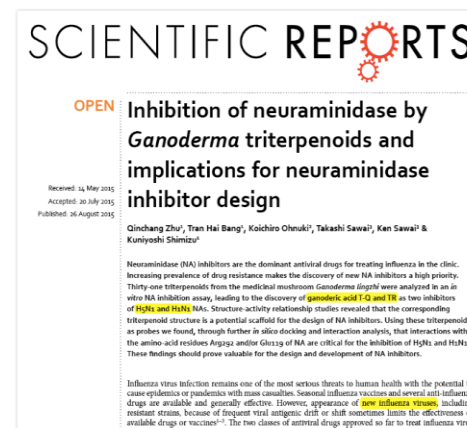 SCIENTIFIC REPORTS
OPEN
Inhibition of neuraminidase by
Ganoderma triterpenoids and
implications for neuraminidase
inhibitor design
Received: 14 May 2015
Accepted: 20 July 2015
Published: 26 August 2015
Qinchang Zhu¹, Tran Hai Bang¹, Koichiro Ohnuki², Takashi Sawai³, Ken Sawai³ &
Kuniyoshi Shimizu¹
Neuraminidase (NA) inhibitors are the dominant antiviral drugs for treating influenza in the clinic.
Increasing prevalence of drug resistance makes the discovery of new NA inhibitors a high priority.
Thirty-one triterpenoids from the medicinal mushroom Ganoderma lingzhi were analyzed in an in
vitro NA inhibition assay, leading to the discovery of ganoderic acid T-Q and TR as two inhibitors
of H5N1 and H1N1 NAs. Structure-activity relationship studies revealed that the corresponding
triterpenoid structure is a potential scaffold for the design of NA inhibitors. Using these triterpenoid
as probes we found, through further in silico docking and interaction analysis, that interactions with
the amino-acid residues Arg292 and/or Glu119 of NA are critical for the inhibition of H5N1 and H1N1
These findings should prove valuable for the design and development of NA inhibitors.
Influenza virus infection remains one of the most serious threats to human health with the potential
cause epidemics or pandemics with mass casualties. Seasonal influenza vaccines and several anti-influen
drugs are available and generally effective. However, appearance of new influenza viruses, includin
resistant strains, because of frequent viral antigenic drift or shift sometimes limits the effectiveness
available drugs or vaccines. The two classes of antiviral drugs approved so far to treat influenza vir